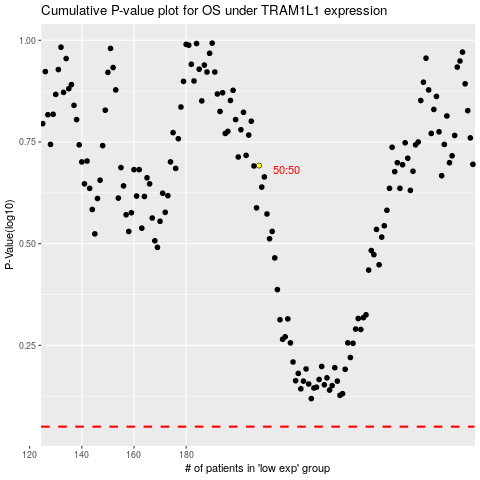 Cumulative P-value plot for OS under TRAM1L1 expression
P-Value(log10)
1.00
0.75
0.50
0.25
50:50
120 140 160 180
# of patients in 'low exp' group